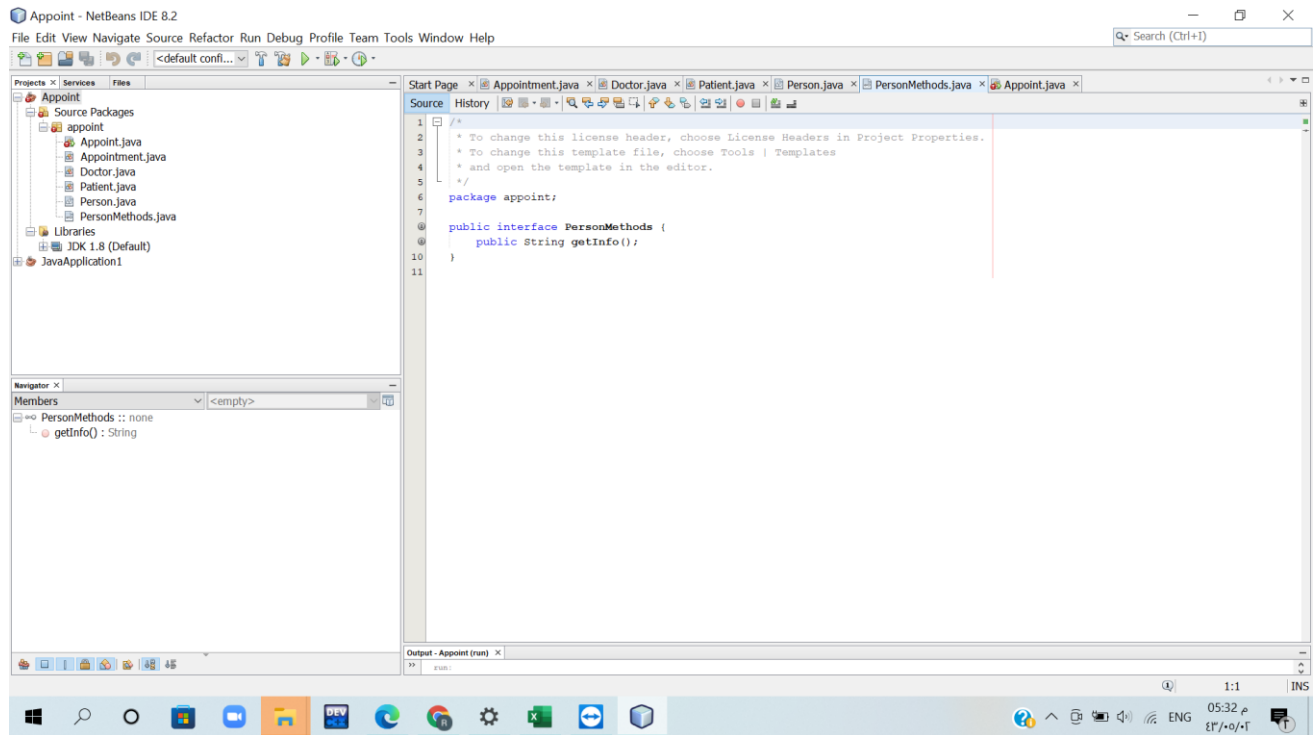 Appoint - NetBeans IDE 8.2
File Edit View Navigate Source Refactor Run Debug Profile Team Tools Window Help
Search (Ctrl+I)
<default confi...
Projects Services Files
Appoint
Source Packages
appoint
Appoint.java
Appointment.java
Doctor.java
Patient.java
Person.java
PersonMethods.java
Libraries
JDK 1.8 (Default)
JavaApplication1
Navigator
Members <empty>
PersonMethods :: none
getInfo() : String
Start Page Appointment.java Doctor.java Patient.java Person.java PersonMethods.java Appoint.java
Source History
1 /*
2 * To change this license header, choose License Headers in Project Properties.
3 * To change this template file, choose Tools | Templates
4 * and open the template in the editor.
5 */
6 package appoint;
7
public interface PersonMethods {
public String getInfo();
10 }
11
Output - Appoint (run)
run:
1:1 INS
DEV
ENG
05:32 م
٤٣/٠٥/٠٢